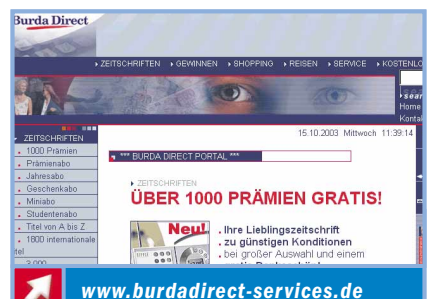 Burda Direct
ZEITSCHRIFTEN GEWINNEN SHOPPING REISEN SERVICE
Home
15.10.2003 Mittwoch 11:39:14
ZEITSCHRIFTEN
*** BURDA DIRECT PORTAL ***
1000 Prämien
Prämienabo
Jahresabo
Geschenkabo
Miniabo
Studentenabo
Titel von A bis Z
1800 internationale
ZEITSCHRIFTEN
ÜBER 1000 PRÄMIEN GRATIS!
Neu!
Ihre Lieblingszeitschrift
zu günstigen Konditionen
bei großer Auswahl und einem
www.burdadirect-services.de